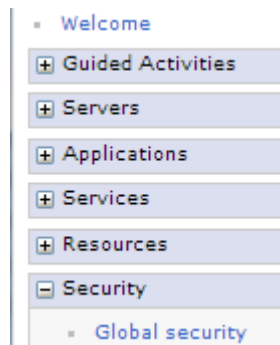 Welcome
Guided Activities
Servers
Applications
Services
Resources
Security
Global security